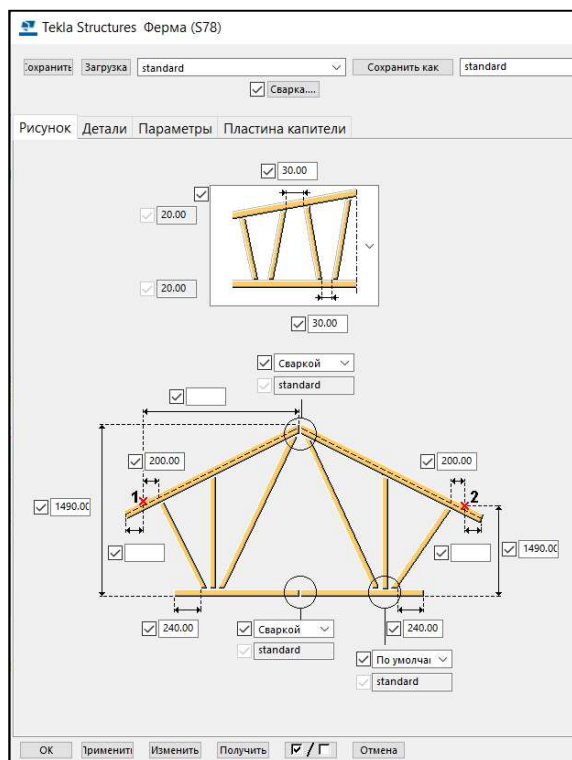 Tekla Structures Ферма (S78)
Сохранить Загрузка standard Сохранить как standard
Сварка....
Рисунок Детали Параметры Пластина капители
30.00
20.00
20.00
30.00
Сваркой
standard
200.00 200.00
1 2
1490.00
1490.00
240.00 Сваркой 240.00
standard По умолчан
standard
ОК Применить Изменить Получить / Отмена